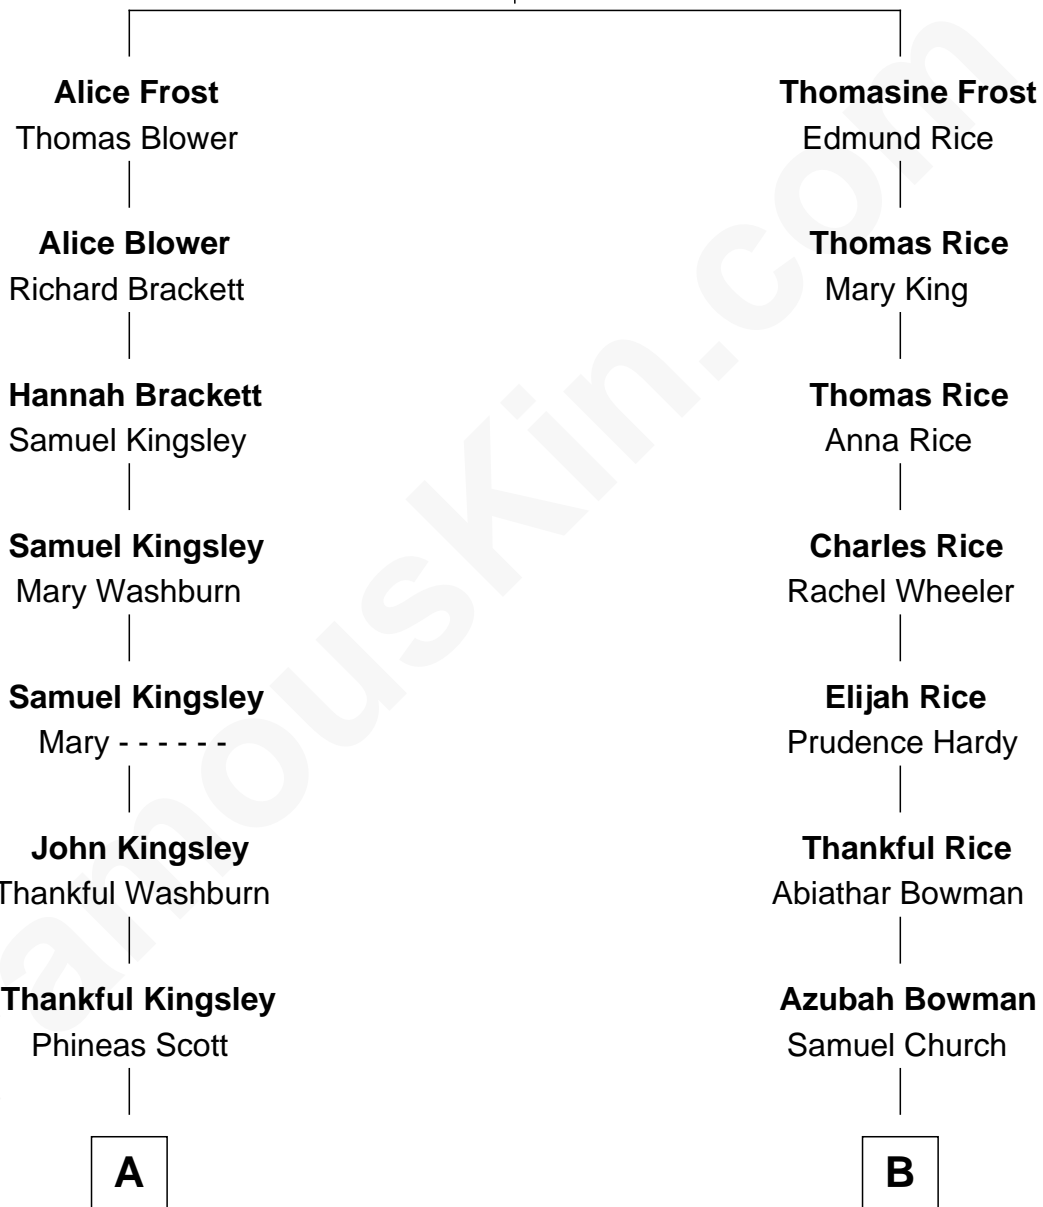 Alice Frost
Thomas Blower
Alice Blower
Richard Brackett
Hannah Brackett
Samuel Kingsley
Samuel Kingsley
Mary Washburn
Samuel Kingsley
Mary - - - - - -
John Kingsley
Thankful Washburn
Thankful Kingsley
Phineas Scott
A
Thomasine Frost
Edmund Rice
Thomas Rice
Mary King
Thomas Rice
Anna Rice
Charles Rice
Rachel Wheeler
Elijah Rice
Prudence Hardy
Thankful Rice
Abiathar Bowman
Azubah Bowman
Samuel Church
B
amouskin.com